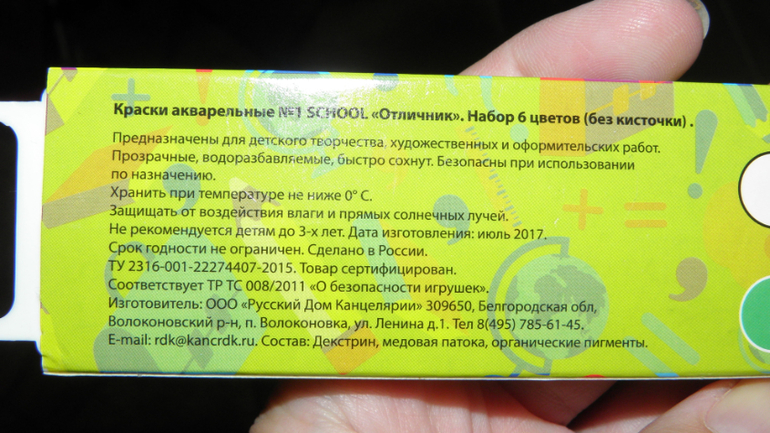 Краски акварельные №1 SCHOOL «Отличник». Набор 6 цветов (без кисточки) .
Предназначены для детского творчества, художественных и оформительских работ.
Прозрачные, водоразбавляемые, быстро сохнут. Безопасны при использовании
по назначению.
Хранить при температуре не ниже 0° С.
Защищать от воздействия влаги и прямых солнечных лучей.
Не рекомендуется детям до 3-х лет. Дата изготовления: июль 2017.
Срок годности не ограничен. Сделано в России.
ТУ 2316-001-22274407-2015. Товар сертифицирован.
Соответствует ТР ТС 008/2011 «О безопасности игрушек».
Изготовитель: ООО «Русский Дом Канцелярии» 309650, Белгородская обл,
Волоконовский р-н, п. Волоконовка, ул. Ленина д.1. Тел 8(495) 785-61-45.
E-mail: rdk@kancrdk.ru. Состав: Декстрин, медовая патока, органические пигменты.